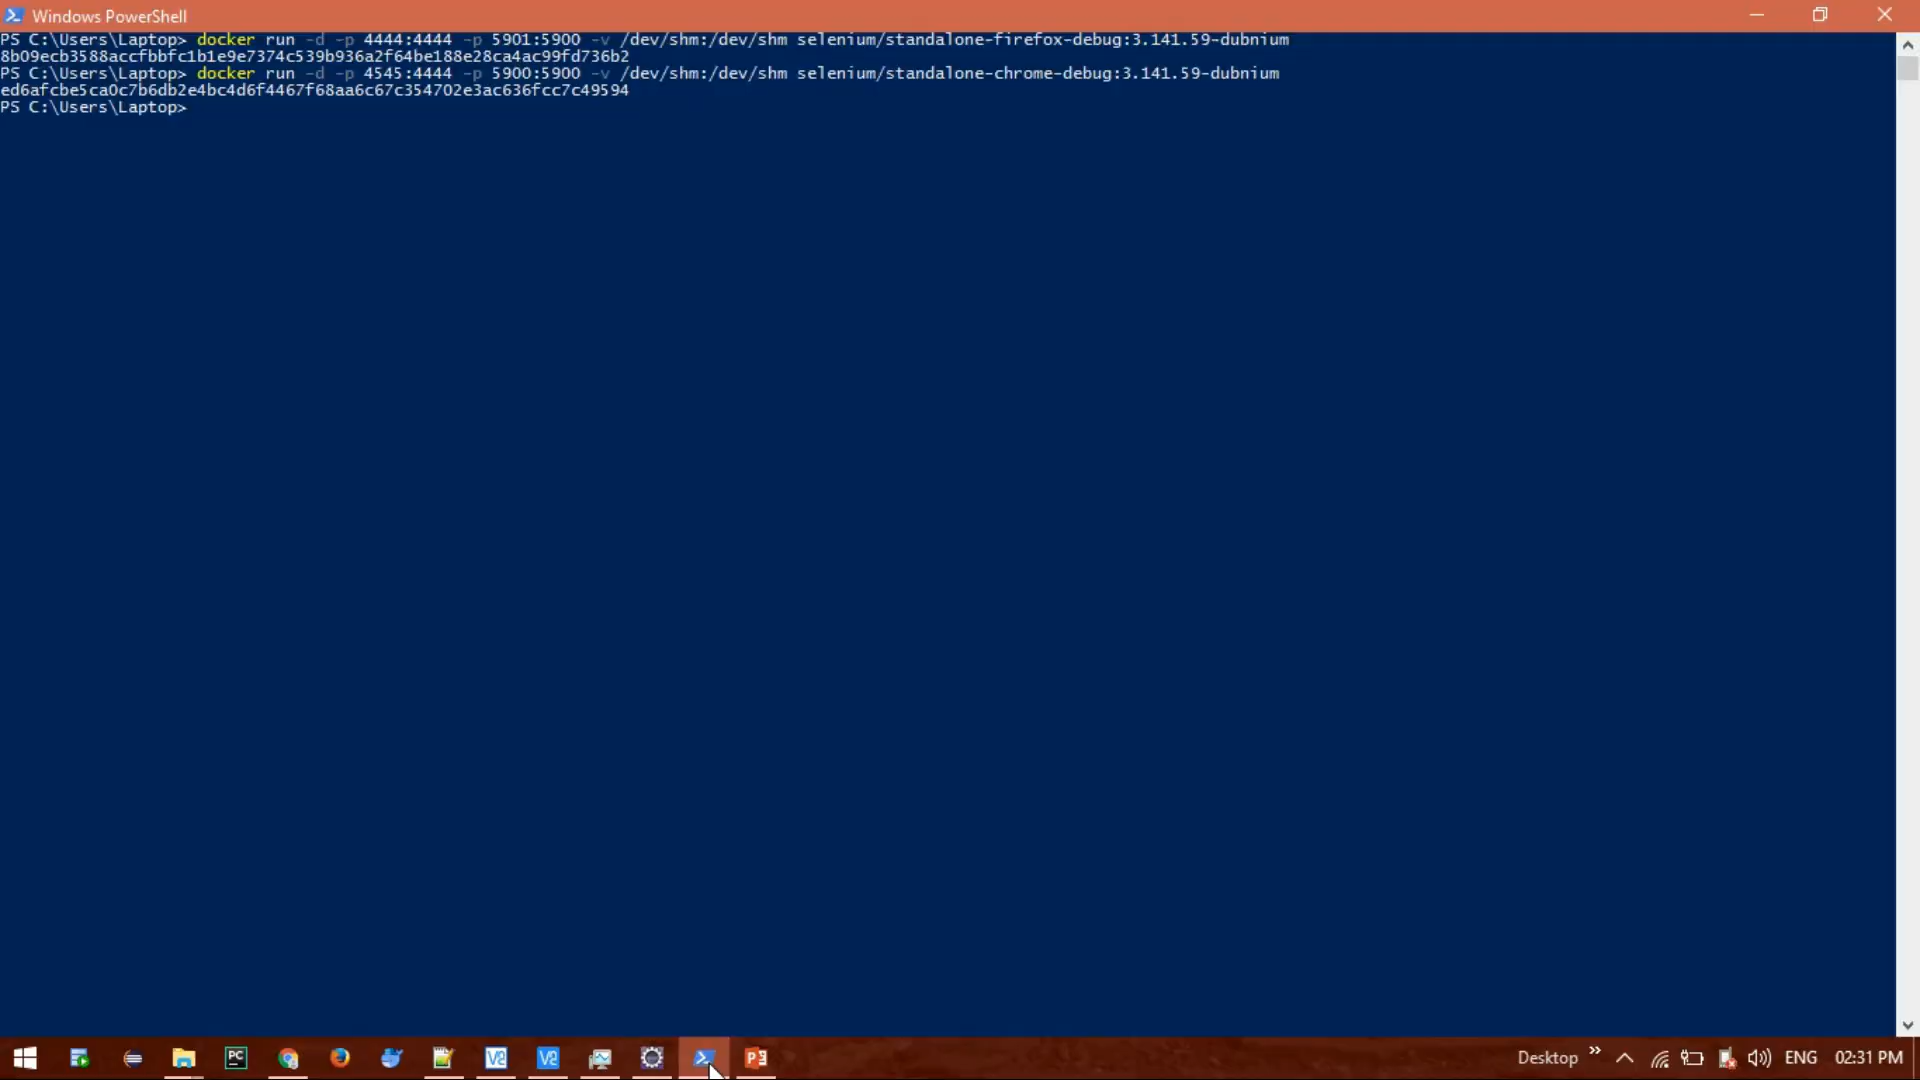 Windows PowerShell
PS C:\Users\Laptop> docker run -d -p 4444:4444 -p 5901:5900 -v /dev/shm:/dev/shm selenium/standalone-firefox-debug:3.141.59-dubnium
8b09ecb3588accfbbfc1b1e9e7374c539b936a2f64be188e28ca4ac99fd736b2
PS C:\Users\Laptop> docker run -d -p 4545:4444 -p 5900:5900 -v /dev/shm:/dev/shm selenium/standalone-chrome-debug:3.141.59-dubnium
ed6afcbe5ca0c7b6db2e4bc4d6f4467f68aa6c67c354702e3ac636fcc7c49594
PS C:\Users\Laptop>
Desktop » ENG 02:31 PM